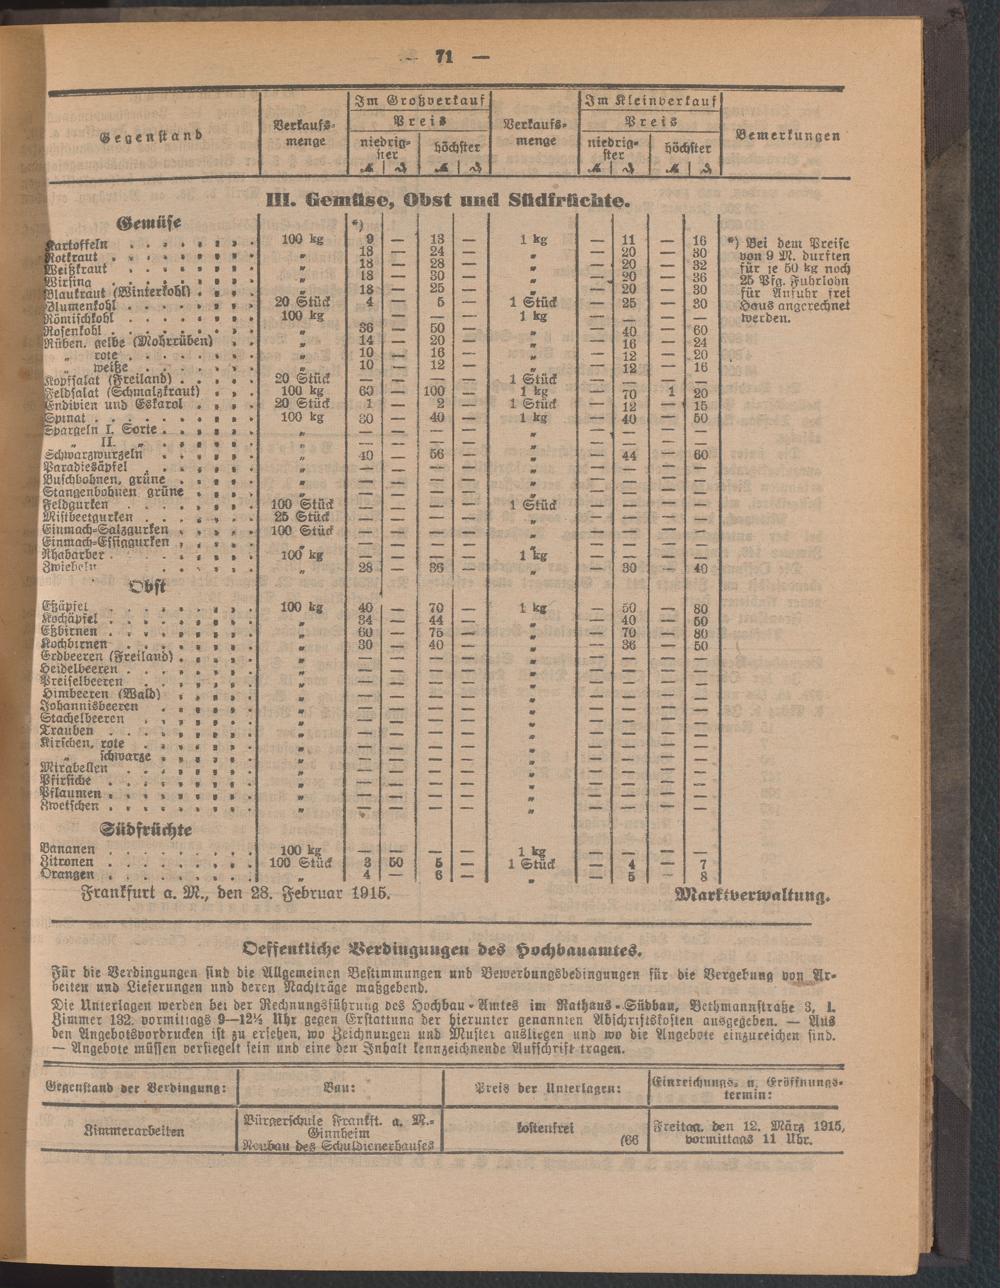 — 71 —
Gegenstand | Verkaufs-menge | Im Großverkauf Preis niedrig-ster ℳ ₰ | höchster ℳ ₰ | Verkaufs-menge | Im Kleinverkauf Preis niedrig-ster ℳ ₰ | höchster ℳ ₰ | Bemerkungen
III. Gemüse, Obst und Südfrüchte.
Gemüse *)
Kartoffeln 100 kg 9 — 13 — 1 kg — 11 — 16
Rotkraut „ 18 — 24 — „ — 20 — 30
Weißkraut „ 18 — 28 — „ — 20 — 32
Wirsing „ 18 — 30 — „ — 20 — 36
Blaukraut (Winterkohl) „ 18 — 25 — „ — 20 — 30
Blumenkohl 20 Stück 4 — 5 — 1 Stück — 25 — 30
Römischkohl 100 kg — — — — 1 kg — — — —
Rosenkohl „ 36 — 50 — „ — 40 — 60
Rüben, gelbe (Mohrrüben) „ 14 — 20 — „ — 16 — 24
„ rote „ 10 — 16 — „ — 12 — 20
„ weiße „ 10 — 12 — „ — 12 — 16
Kopfsalat (Freiland) 20 Stück — — — — 1 Stück — — — —
Feldsalat (Schmalzkraut) 100 kg 60 — 100 — 1 kg — 70 1 20
Endivien und Eskarol 20 Stück 1 — 2 — 1 Stück — 12 — 15
Spinat 100 kg 30 — 40 — 1 kg — 40 — 50
Spargeln I. Sorte „ — — — — „ — — — —
„ II. „ „ — — — — „ — — — —
Schwarzwurzeln „ 40 — 56 — „ — 44 — 60
Paradiesäpfel „ — — — — „ — — — —
Buschbohnen, grüne „ — — — — „ — — — —
Stangenbohnen grüne „ — — — — „ — — — —
Feldgurken 100 Stück — — — — 1 Stück — — — —
Mistbeetgurken 25 Stück — — — — „ — — — —
Einmach-Salzgurken 100 Stück — — — — „ — — — —
Einmach-Essiggurken „ — — — — „ — — — —
Rhabarber 100 kg — — — — 1 kg — — — —
Zwiebeln „ 28 — 36 — „ — 30 — 40
*) Bei dem Preise
von 9 M. durften
für je 50 kg noch
25 Pfg. Fuhrlohn
für Anfuhr frei
Haus angerechnet
werden.
Obst
Eßäpfel 100 kg 40 — 70 — 1 kg — 50 — 80
Kochäpfel „ 34 — 44 — „ — 40 — 50
Eßbirnen „ 60 — 75 — „ — 70 — 80
Kochbirnen „ 30 — 40 — „ — 36 — 50
Erdbeeren (Freiland) „ — — — — „ — — — —
Heidelbeeren „ — — — — „ — — — —
Preiselbeeren „ — — — — „ — — — —
Himbeeren (Wald) „ — — — — „ — — — —
Johannisbeeren „ — — — — „ — — — —
Stachelbeeren „ — — — — „ — — — —
Trauben „ — — — — „ — — — —
Kirschen, rote „ — — — — „ — — — —
„ schwarze „ — — — — „ — — — —
Mirabellen „ — — — — „ — — — —
Pfirsiche „ — — — — „ — — — —
Pflaumen „ — — — — „ — — — —
Zwetschen „ — — — — „ — — — —
Südfrüchte
Bananen 100 kg — — — — 1 kg — — — —
Zitronen 100 Stück 3 50 5 — 1 Stück — 4 — 7
Orangen „ 4 — 6 — „ — 5 — 8
Frankfurt a. M., den 28. Februar 1915. Marktverwaltung.
Oeffentliche Verdingungen des Hochbauamtes.
Für die Verdingungen sind die Allgemeinen Bestimmungen und Bewerbungsbedingungen für die Vergebung von Ar-
beiten und Lieferungen und deren Nachträge maßgebend.
Die Unterlagen werden bei der Rechnungsführung des Hochbau-Amtes im Rathaus-Südbau, Bethmannstraße 3, I.
Zimmer 132. vormittags 9—12½ Uhr gegen Erstattung der hierunter genannten Abschriftskosten ausgegeben. — Aus
den Angebotsvordrucken ist zu ersehen, wo Zeichnungen und Muster ausliegen und wo die Angebote einzureichen sind.
— Angebote müssen versiegelt sein und eine den Inhalt kennzeichnende Aufschrift tragen.
Gegenstand der Verdingung: | Bau: | Preis der Unterlagen: | Einreichungs- u. Eröffnungs-termin:
Zimmerarbeiten | Bürgerschule Frankft. a. M.-Ginnheim Neubau des Schuldienerhauses | kostenfrei (66 | Freitag, den 12. März 1915, vormittags 11 Uhr.